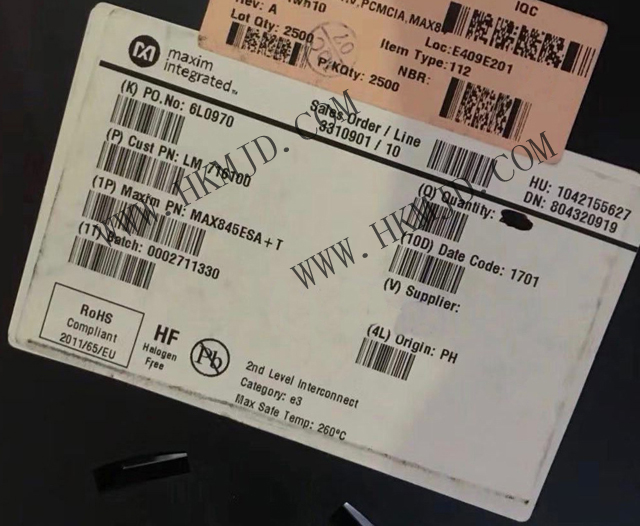 wh10
V,PCMCIA,MAX8
IQC
Rev: A
Lot Qty: 2500
Loc:E409E201
Item Type:112
P/KQty: 2500
NBR:
maxim
integrated™
(K) PO.No: 6L0970
Sales Order / Line
3310901 / 10
HU: 1042155627
DN: 804320919
(P) Cust PN: LM-716100
(Q) Quantity:
(1P) Maxim PN: MAX845ESA+T
(10D) Date Code: 1701
(1T) Batch: 0002711330
(V) Supplier:
(4L) Origin: PH
RoHS
Compliant
2011/65/EU
HF
Halogen
Free
Pb
2nd Level Interconnect
Category: e3
Max Safe Temp: 260°C
WWW.HKMJD.COM
WWW.HKMJD.COM